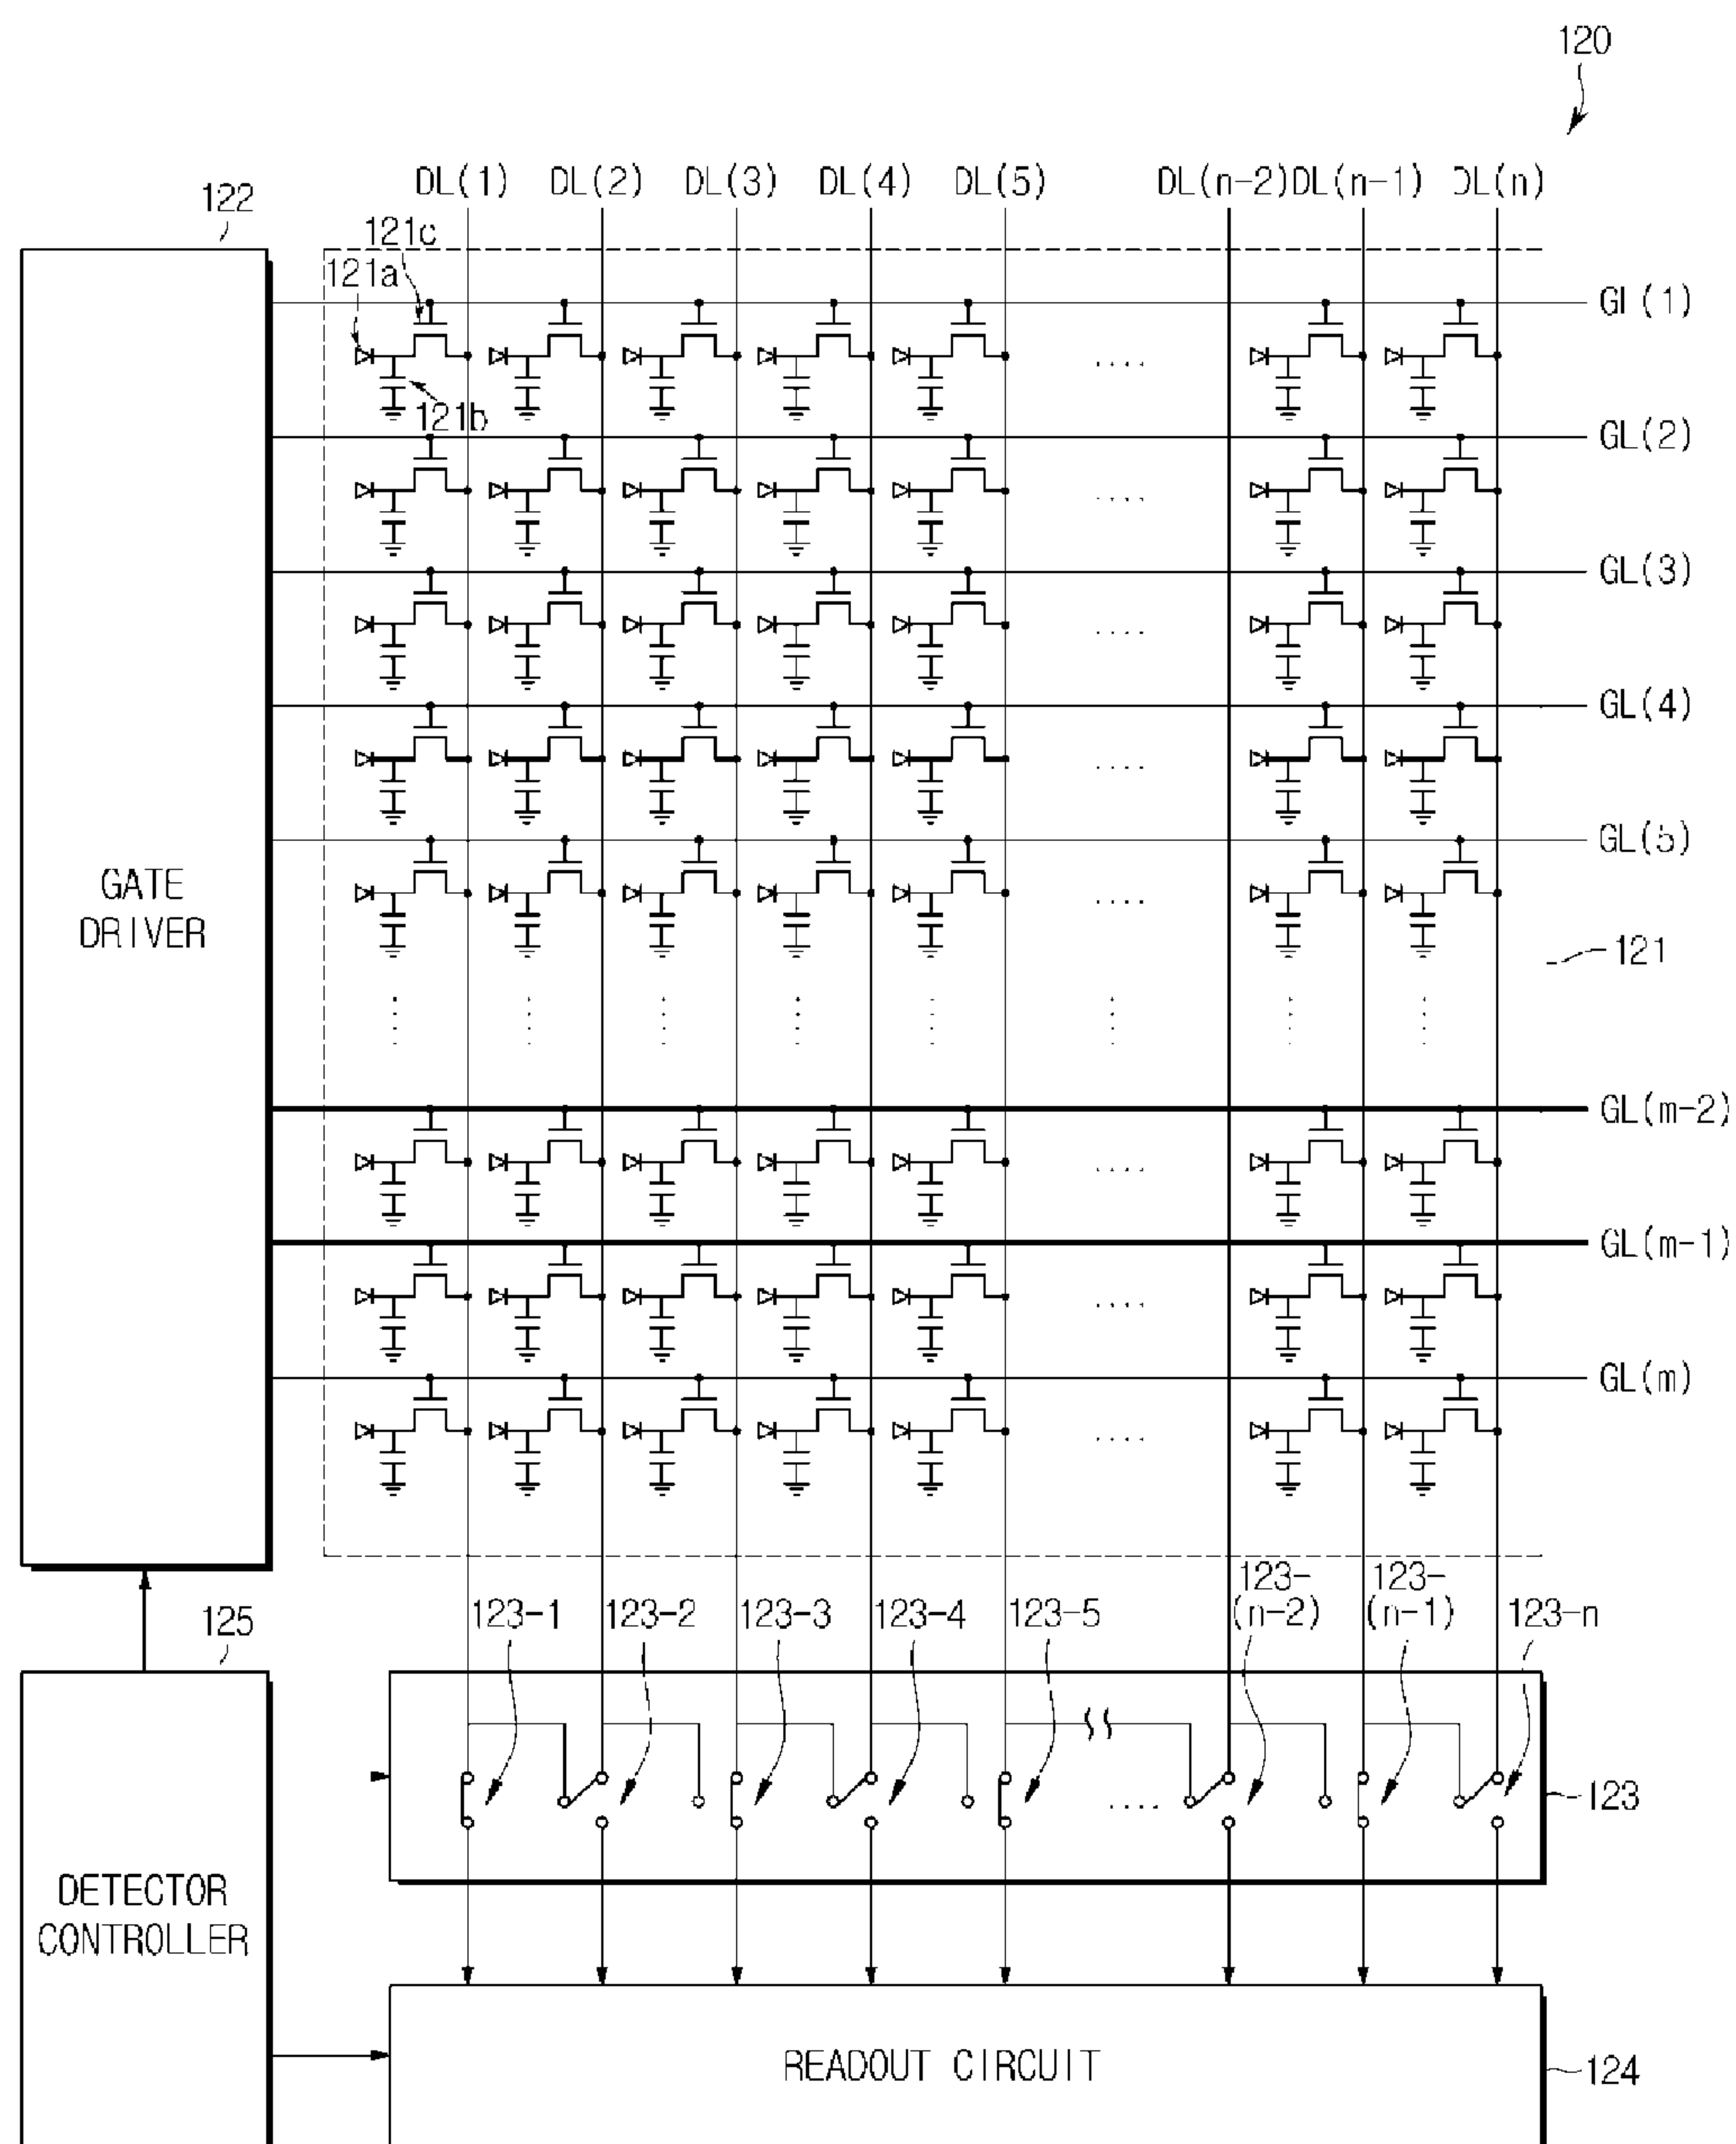 120
DL(1) DL(2) DL(3) DL(4) DL(5) DL(n-2) DL(n-1) DL(n)
122
121c
121a
GL(1)
121b
GL(2)
GL(3)
GL(4)
GL(5)
GATE
DRIVER
121
GL(m-2)
GL(m-1)
GL(m)
125
123-1 123-2 123-3 123-4 123-5 123-(n-2) 123-(n-1) 123-n
123
DETECTOR
CONTROLLER
READOUT CIRCUIT
124